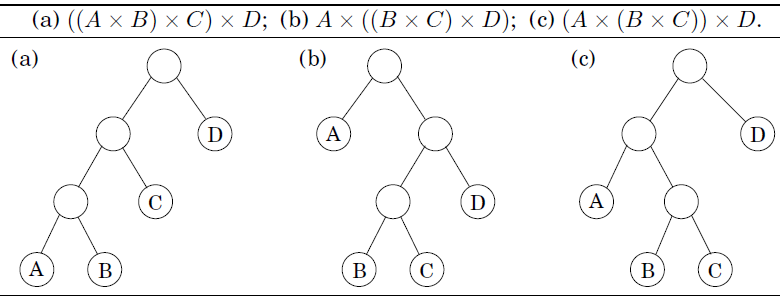 (a) ((A × B) × C) × D; (b) A × ((B × C) × D); (c) (A × (B × C)) × D.
(a) (b) (c)
D A D
C D A
A B B C B C